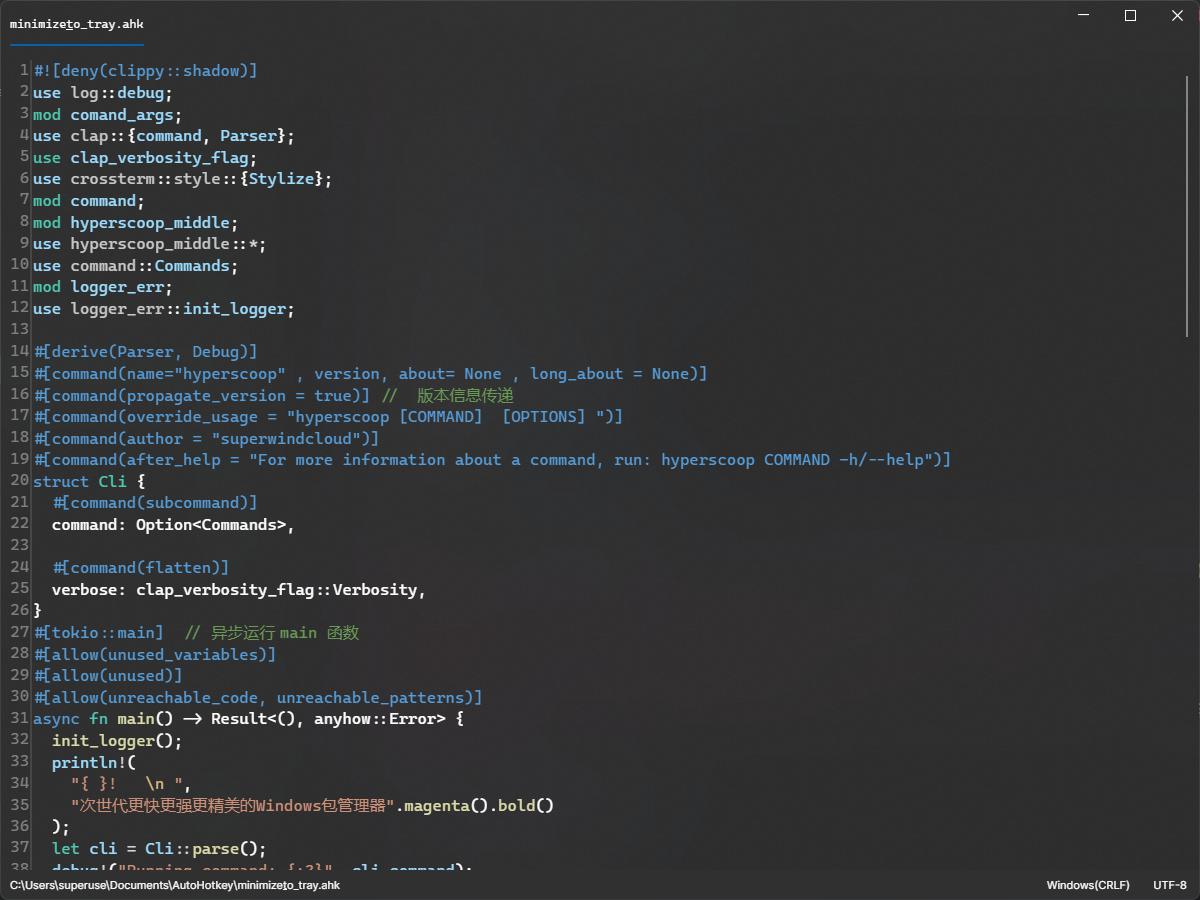 minimizeto_tray.ahk
1 #![deny(clippy::shadow)]
2 use log::debug;
3 mod comand_args;
4 use clap::{command, Parser};
5 use clap_verbosity_flag;
6 use crossterm::style::{Stylize};
7 mod command;
8 mod hyperscoop_middle;
9 use hyperscoop_middle::*;
10 use command::Commands;
11 mod logger_err;
12 use logger_err::init_logger;
13
14 #[derive(Parser, Debug)]
15 #[command(name="hyperscoop" , version, about= None , long_about = None)]
16 #[command(propagate_version = true)] //  版本信息传递
17 #[command(override_usage = "hyperscoop [COMMAND]  [OPTIONS] ")]
18 #[command(author = "superwindcloud")]
19 #[command(after_help = "For more information about a command, run: hyperscoop COMMAND -h/--help")]
20 struct Cli {
21   #[command(subcommand)]
22   command: Option<Commands>,
23
24   #[command(flatten)]
25   verbose: clap_verbosity_flag::Verbosity,
26 }
27 #[tokio::main]  // 异步运行 main 函数
28 #[allow(unused_variables)]
29 #[allow(unused)]
30 #[allow(unreachable_code, unreachable_patterns)]
31 async fn main() -> Result<(), anyhow::Error> {
32   init_logger();
33   println!(
34     "{ }!   \n ",
35     "次世代更快更强更精美的Windows包管理器".magenta().bold()
36   );
37   let cli = Cli::parse();
38   debug!("Running command: {:?}", cli.command);
C:\Users\superuse\Documents\AutoHotkey\minimizeto_tray.ahk
Windows(CRLF)
UTF-8